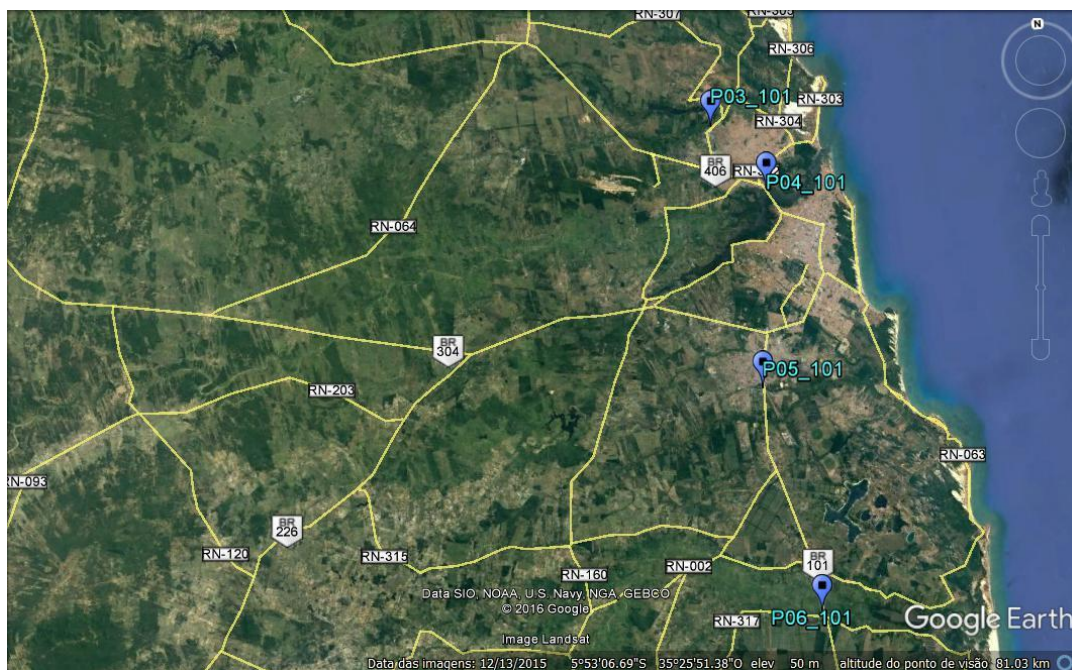 RN-307
RN-305
N
RN-306
P03_101
RN-303
RN-304
BR
406
P04_101
RN-064
BR
304
P05_101
RN-203
RN-063
RN-093
BR
226
RN-120
RN-315
RN-160
RN-002
BR
101
Data SIO, NOAA, U.S. Navy, NGA, GEBCO
© 2016 Google
P06_101
RN-317
Google Earth
Image Landsat
Data das imagens: 12/13/2015 5°53'06.69"S 35°25'51.38"O elev 50 m altitude do ponto de visão 81.03 km